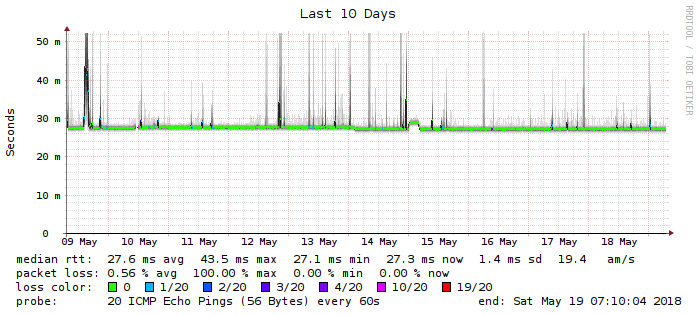 Last 10 Days
RRDTOOL / TOBI OETIKER
Seconds
50 m
40 m
30 m
20 m
10 m
0
09 May 10 May 11 May 12 May 13 May 14 May 15 May 16 May 17 May 18 May
median rtt: 27.6 ms avg 43.5 ms max 27.1 ms min 27.3 ms now 1.4 ms sd 19.4 am/s
packet loss: 0.56 % avg 100.00 % max 0.00 % min 0.00 % now
loss color: 0 1/20 2/20 3/20 4/20 10/20 19/20
probe: 20 ICMP Echo Pings (56 Bytes) every 60s end: Sat May 19 07:10:04 2018